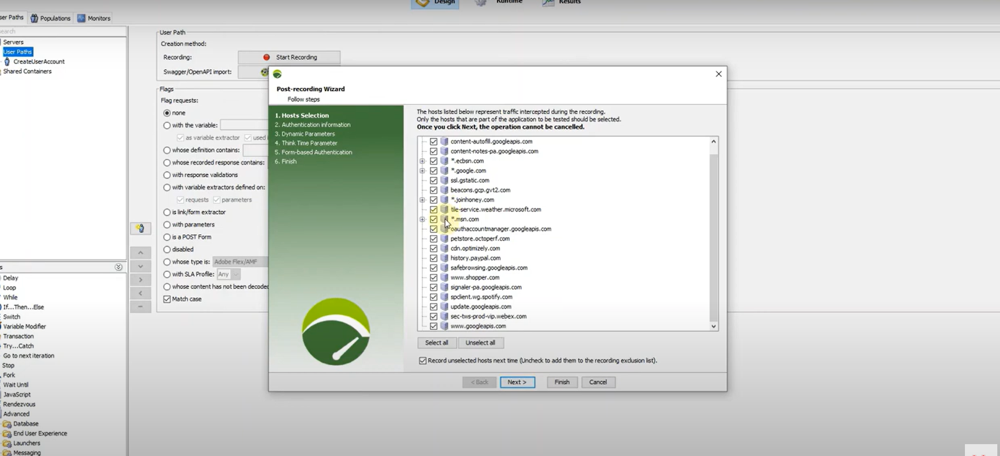 Design
Runtime
Results
ser Paths
Populations
Monitors
earch
Servers
User Paths
CreateUserAccount
Shared Containers
User Path
Creation method:
Recording:
Start Recording
Swagger/OpenAPI import:
Flags
Flag requests:
none
with the variable:
as variable extractor
used i
whose definition contains:
whose recorded response contains:
with response validations
with variable extractors defined on:
requests
parameters
is link/form extractor
with parameters
is a POST Form
disabled
whose type is:
Adobe Flex/AMF
with SLA Profile:
Any
whose content has not been decoded
Match case
s
Delay
Loop
While
If...Then...Else
Switch
Variable Modifier
Transaction
Try...Catch
Go to next iteration
Stop
Fork
Wait Until
JavaScript
Rendezvous
Advanced
Database
End User Experience
Launchers
Messaging
Post-recording Wizard
Follow steps
1. Hosts Selection
2. Authentication information
3. Dynamic Parameters
4. Think Time Parameter
5. Form-based Authentication
6. Finish
The hosts listed below represent traffic intercepted during the recording.
Only the hosts that are part of the application to be tested should be selected.
Once you click Next, the operation cannot be cancelled.
content-autofill.googleapis.com
content-notes-pa.googleapis.com
*.ecbsn.com
*.google.com
ssl.gstatic.com
beacons.gcp.gvt2.com
*.joinhoney.com
tile-service.weather.microsoft.com
*.msn.com
oauthaccountmanager.googleapis.com
petstore.octoperf.com
cdn.optimizely.com
history.paypal.com
safebrowsing.googleapis.com
www.shopper.com
signaler-pa.googleapis.com
spclient.wg.spotify.com
update.googleapis.com
sec-tws-prod-vip.webex.com
www.googleapis.com
Select all
Unselect all
Record unselected hosts next time (Uncheck to add them to the recording exclusion list).
< Back
Next >
Finish
Cancel